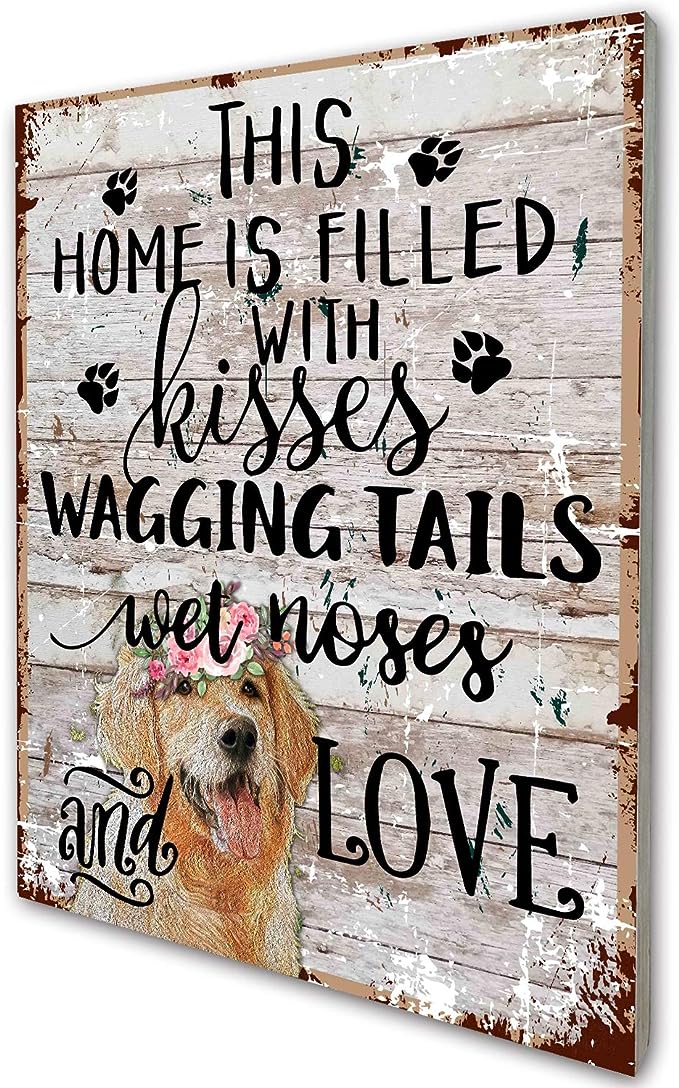 THIS
HOME IS FILLED
WITH
kisses
WAGGING TAILS
wet noses
and LOVE